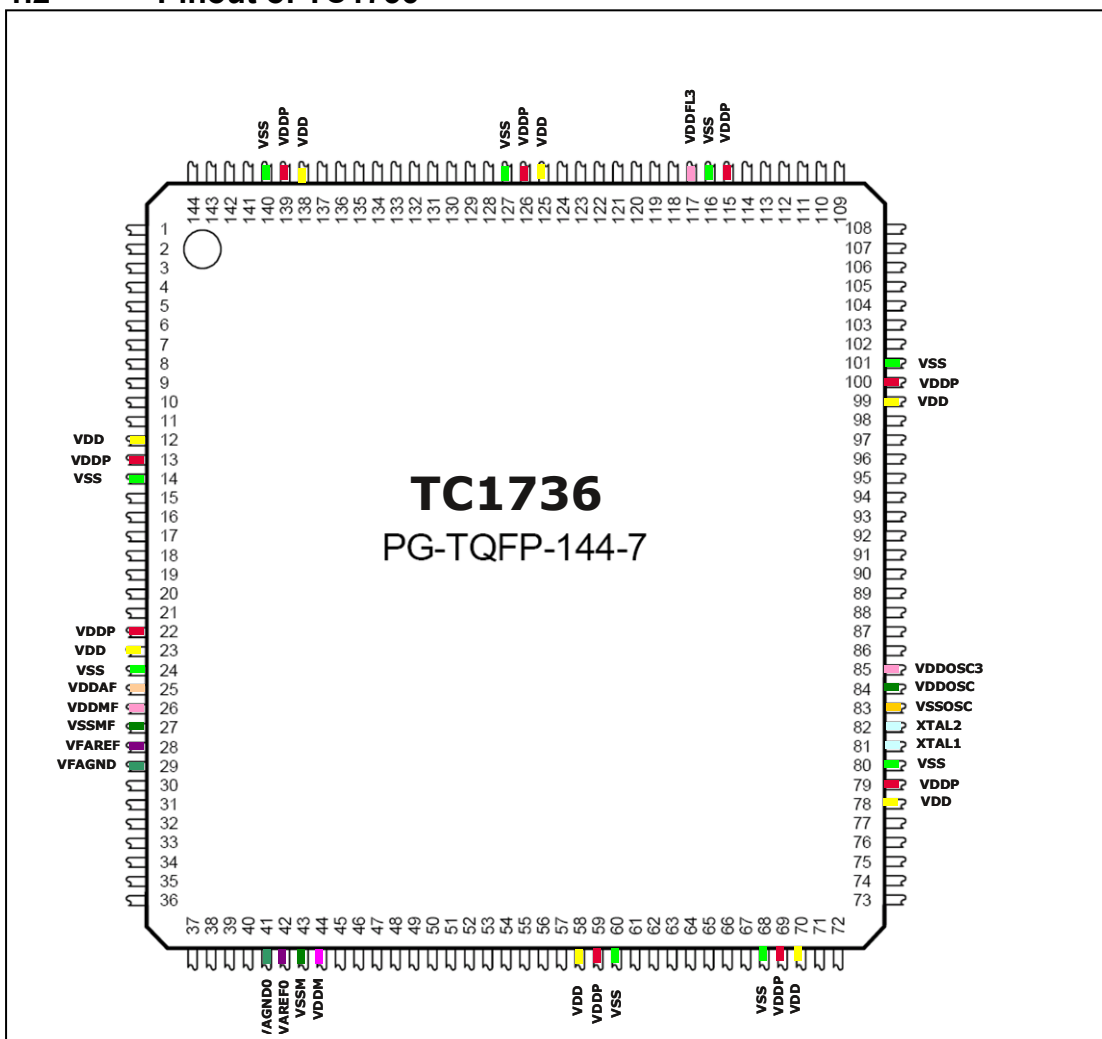 Pinout of TC1736
VSS
VDDP
VDD
VSS
VDDP
VDD
VDDFL3
VSS
VDDP
144 143 142 141 140 139 138 137 136 135 134 133 132 131 130 129 128 127 126 125 124 123 122 121 120 119 118 117 116 115 114 113 112 111 110 109
1
2
3
4
5
6
7
8
9
10
11
VDD 12
VDDP 13
VSS 14
15
16
17
18
19
20
21
VDDP 22
VDD 23
VSS 24
VDDAF 25
VDDMF 26
VSSMF 27
VFAREF 28
VFAGND 29
30
31
32
33
34
35
36
TC1736
PG-TQFP-144-7
108
107
106
105
104
103
102
101 VSS
100 VDDP
99 VDD
98
97
96
95
94
93
92
91
90
89
88
87
86
85 VDDOSC3
84 VDDOSC
83 VSSOSC
82 XTAL2
81 XTAL1
80 VSS
79 VDDP
78 VDD
77
76
75
74
73
37 38 39 40 41 42 43 44 45 46 47 48 49 50 51 52 53 54 55 56 57 58 59 60 61 62 63 64 65 66 67 68 69 70 71 72
VAGND0
VAREF0
VSSM
VDDM
VDD
VDDP
VSS
VSS
VDDP
VDD